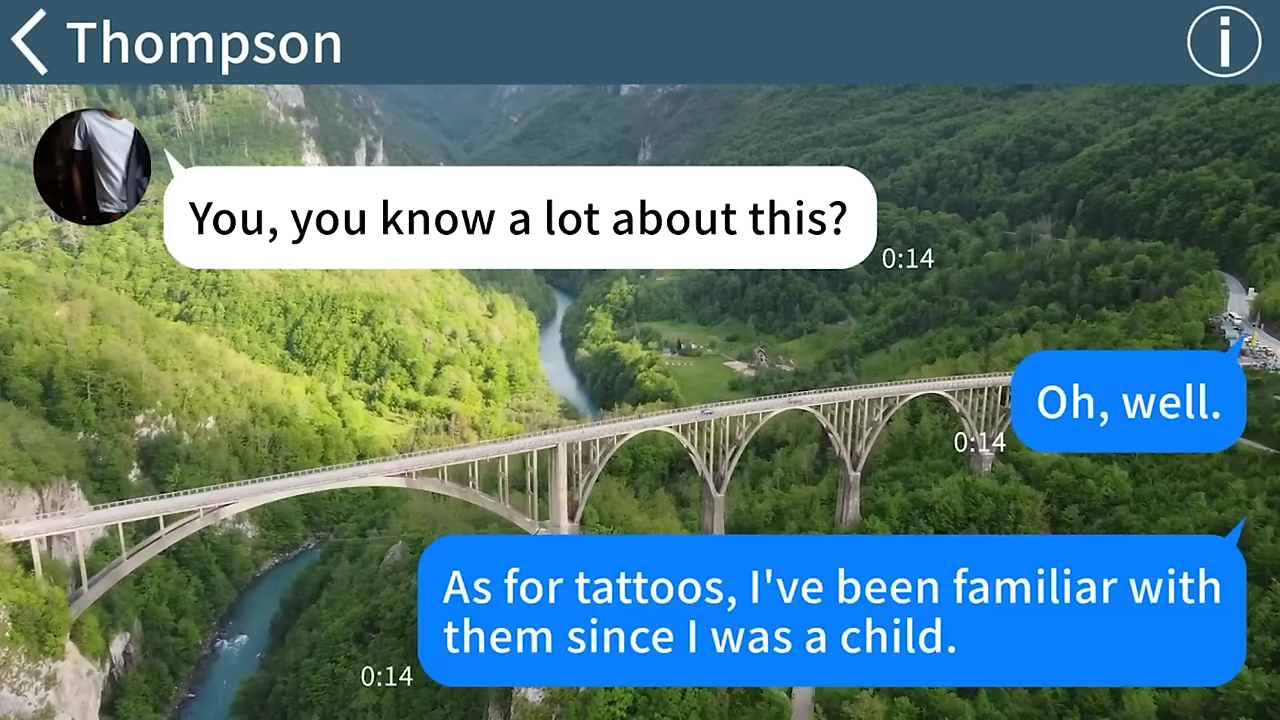 Thompson
i
You, you know a lot about this?
0:14
Oh, well.
0:14
As for tattoos, I've been familiar with
them since I was a child.
0:14